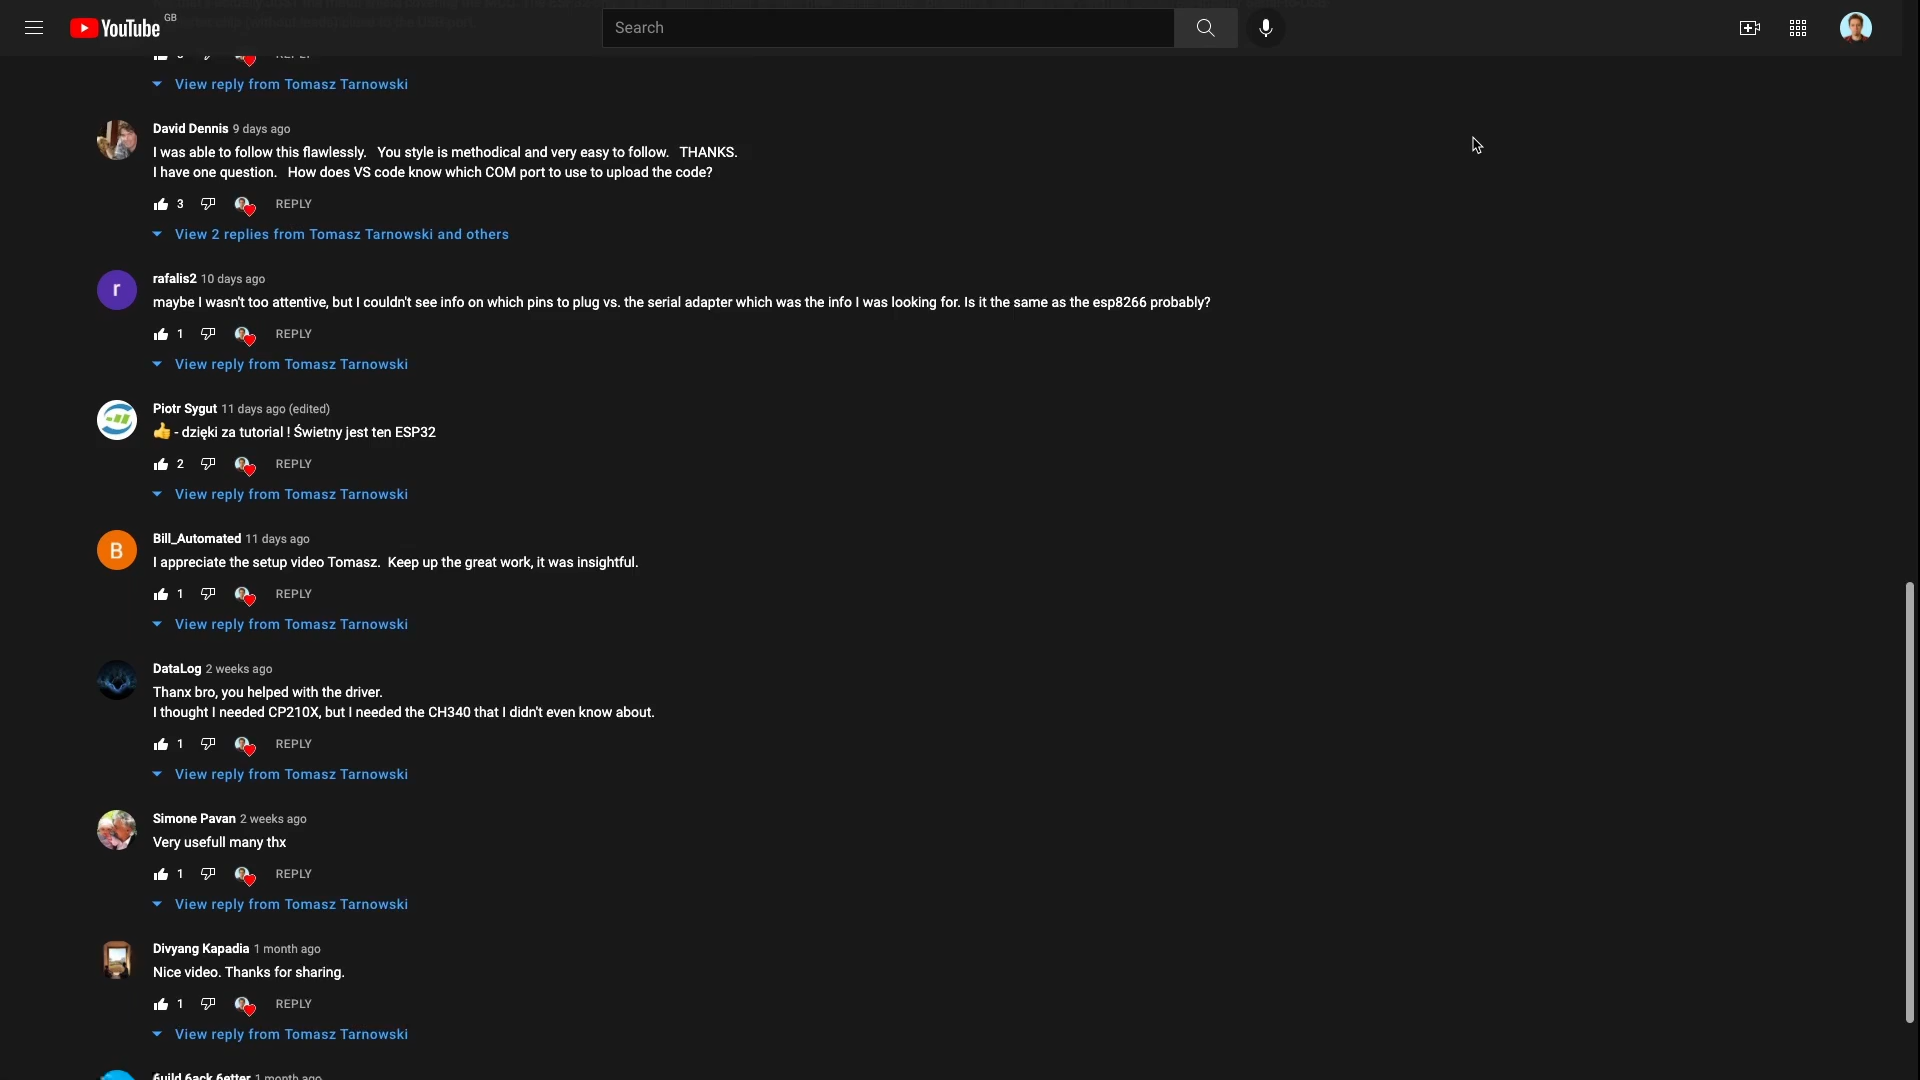 YouTube GB
Search
View reply from Tomasz Tarnowski
David Dennis 9 days ago
I was able to follow this flawlessly. You style is methodical and very easy to follow. THANKS.
I have one question. How does VS code know which COM port to use to upload the code?
3 REPLY
View 2 replies from Tomasz Tarnowski and others
r
rafalis2 10 days ago
maybe I wasn't too attentive, but I couldn't see info on which pins to plug vs. the serial adapter which was the info I was looking for. Is it the same as the esp8266 probably?
1 REPLY
View reply from Tomasz Tarnowski
Piotr Sygut 11 days ago (edited)
👍 - dzięki za tutorial ! Świetny jest ten ESP32
2 REPLY
View reply from Tomasz Tarnowski
B
Bill_Automated 11 days ago
I appreciate the setup video Tomasz. Keep up the great work, it was insightful.
1 REPLY
View reply from Tomasz Tarnowski
DataLog 2 weeks ago
Thanx bro, you helped with the driver.
I thought I needed CP210X, but I needed the CH340 that I didn't even know about.
1 REPLY
View reply from Tomasz Tarnowski
Simone Pavan 2 weeks ago
Very usefull many thx
1 REPLY
View reply from Tomasz Tarnowski
Divyang Kapadia 1 month ago
Nice video. Thanks for sharing.
1 REPLY
View reply from Tomasz Tarnowski
6uild 6ack 6etter 1 month ago